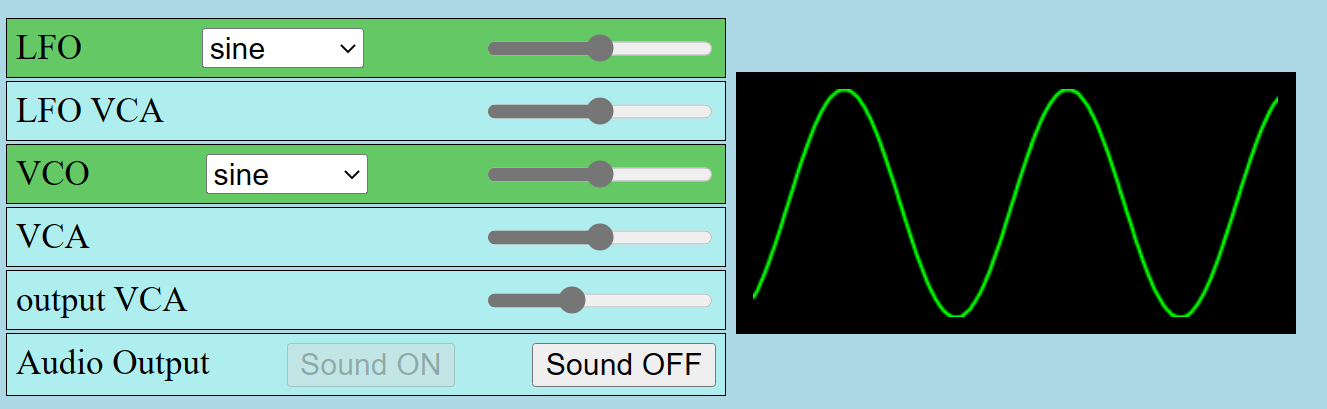 LFO sine
LFO VCA
VCO sine
VCA
output VCA
Audio Output Sound ON Sound OFF